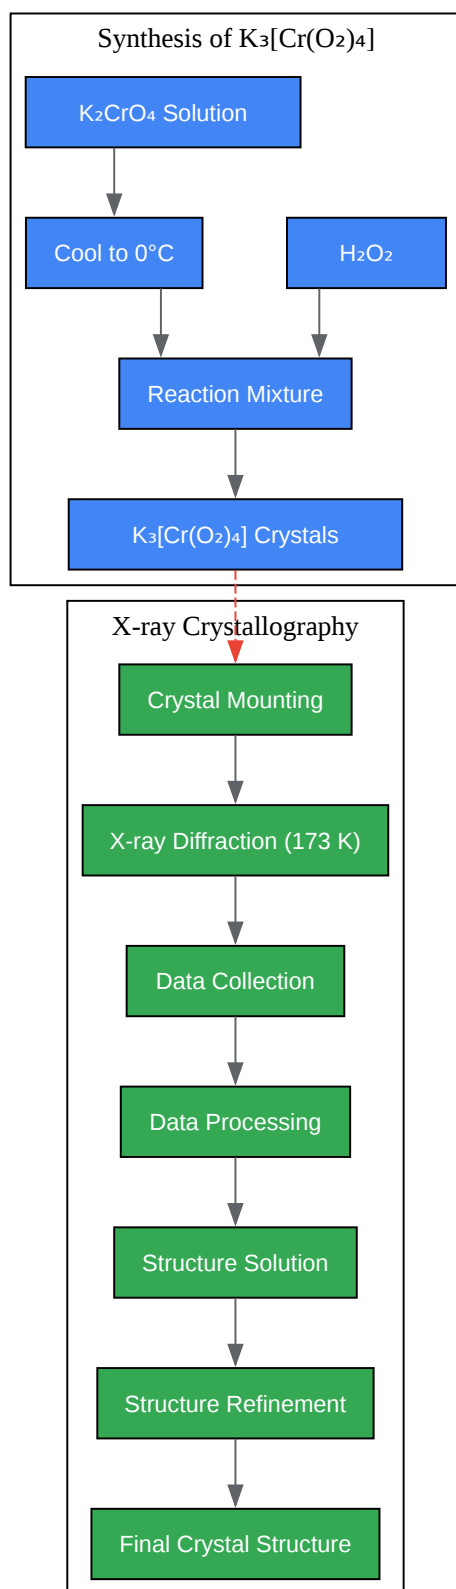 Synthesis of K₃[Cr(O₂)₄]
K₂CrO₄ Solution
Cool to 0°C
H₂O₂
Reaction Mixture
K₃[Cr(O₂)₄] Crystals
X-ray Crystallography
Crystal Mounting
X-ray Diffraction (173 K)
Data Collection
Data Processing
Structure Solution
Structure Refinement
Final Crystal Structure